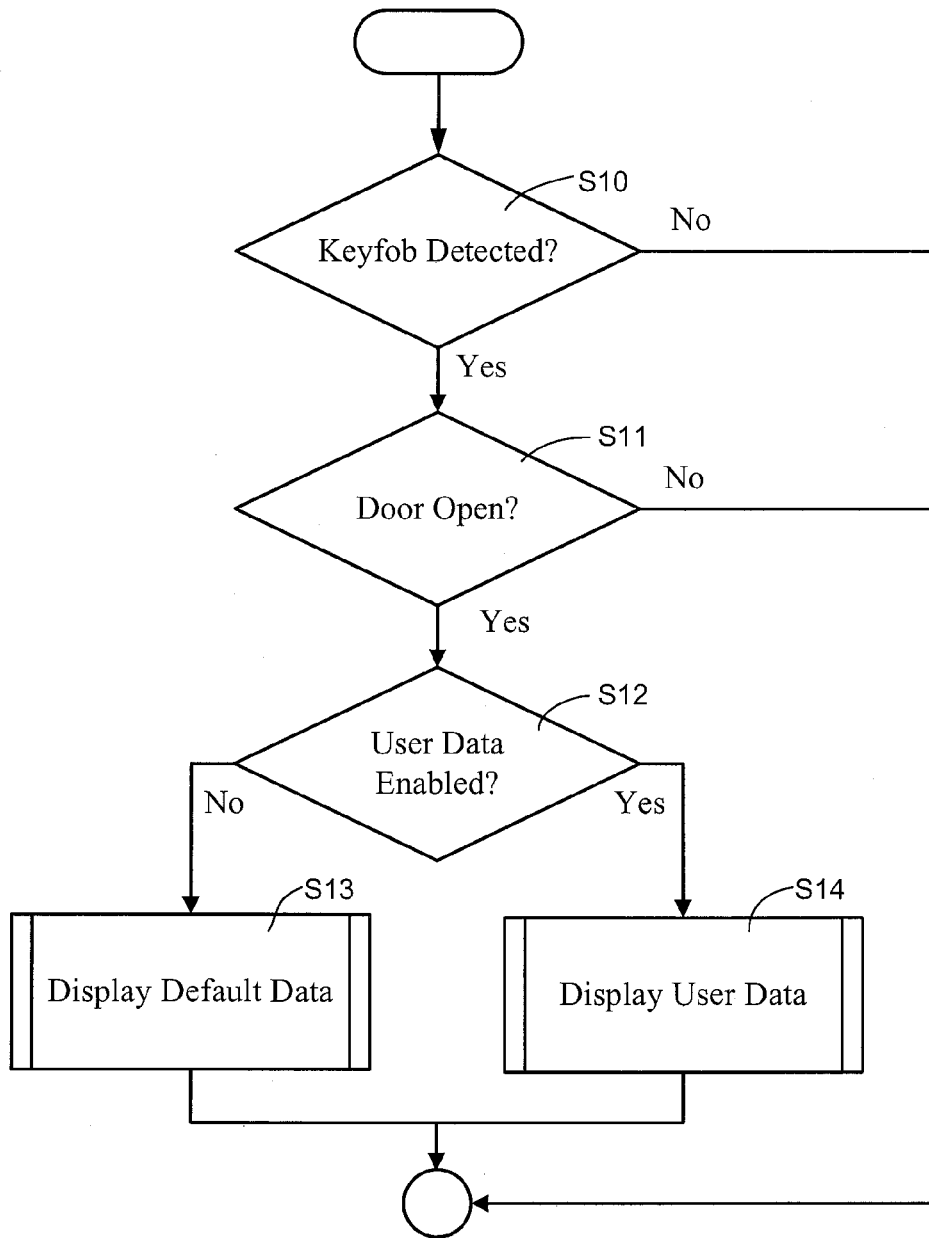 S10
No
Keyfob Detected?
Yes
S11
No
Door Open?
Yes
S12
User Data
Enabled?
No
Yes
S13
S14
Display Default Data
Display User Data